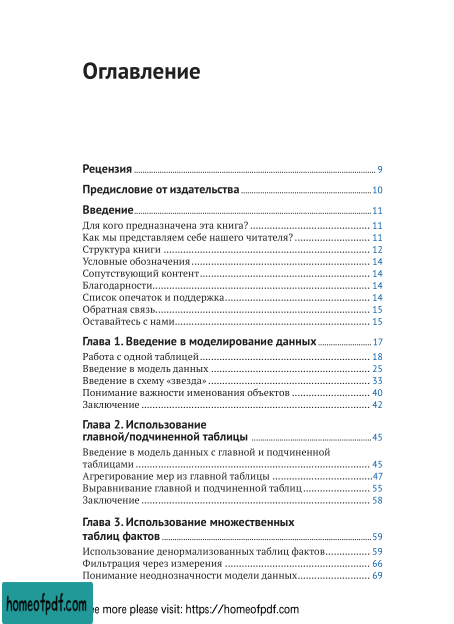 Оглавление
Рецензия 9
Предисловие от издательства 10
Введение 11
Для кого предназначена эта книга? 11
Как мы представляем себе нашего читателя? 11
Структура книги 12
Условные обозначения 14
Сопутствующий контент 14
Благодарности 14
Список опечаток и поддержка 14
Обратная связь 15
Оставайтесь с нами 15
Глава 1. Введение в моделирование данных 17
Работа с одной таблицей 18
Введение в модель данных 25
Введение в схему «звезда» 33
Понимание важности именования объектов 40
Заключение 42
Глава 2. Использование
главной/подчиненной таблицы 45
Введение в модель данных с главной и подчиненной
таблицами 45
Агрегирование мер из главной таблицы 47
Выравнивание главной и подчиненной таблиц 55
Заключение 58
Глава 3. Использование множественных
таблиц фактов 59
Использование денормализованных таблиц фактов 59
Фильтрация через измерения 66
Понимание неоднозначности модели данных 69
homeofpdf.com
ee more please visit: https://homeofpdf.com